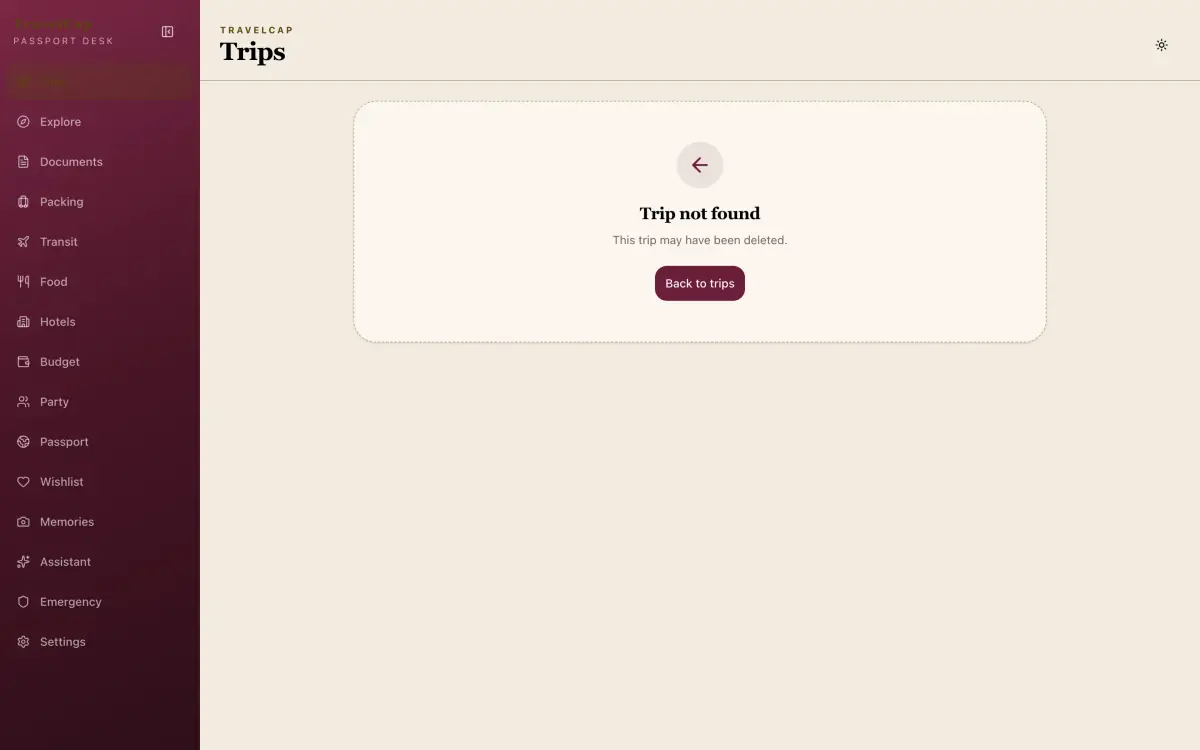 PASSPORT DESK
Explore
Documents
Packing
Transit
Food
Hotels
Budget
Party
Passport
Wishlist
Memories
Assistant
Emergency
Settings
TRAVELCAP
Trips
Trip not found
This trip may have been deleted.
Back to trips